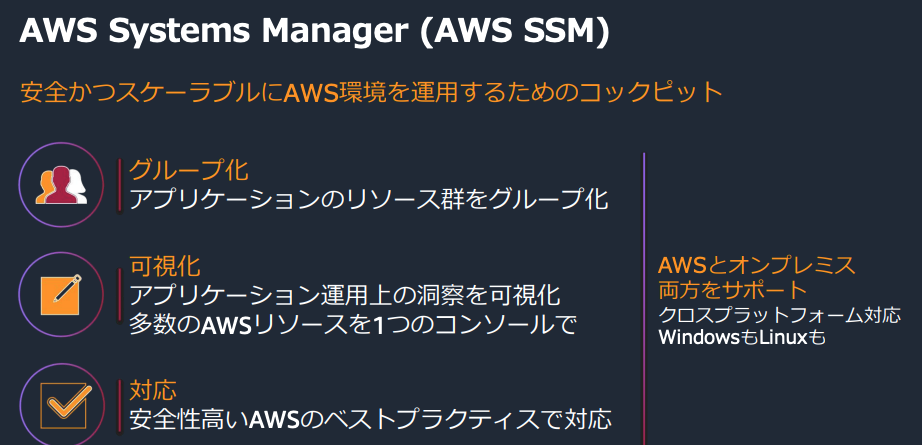 AWS Systems Manager (AWS SSM)
安全かつスケーラブルにAWS環境を運用するためのコックピット
グループ化
アプリケーションのリソース群をグループ化
可視化
アプリケーション運用上の洞察を可視化
多数のAWSリソースを1つのコンソールで
対応
安全性高いAWSのベストプラクティスで対応
AWSとオンプレミス
両方をサポート
クロスプラットフォーム対応
WindowsもLinuxも